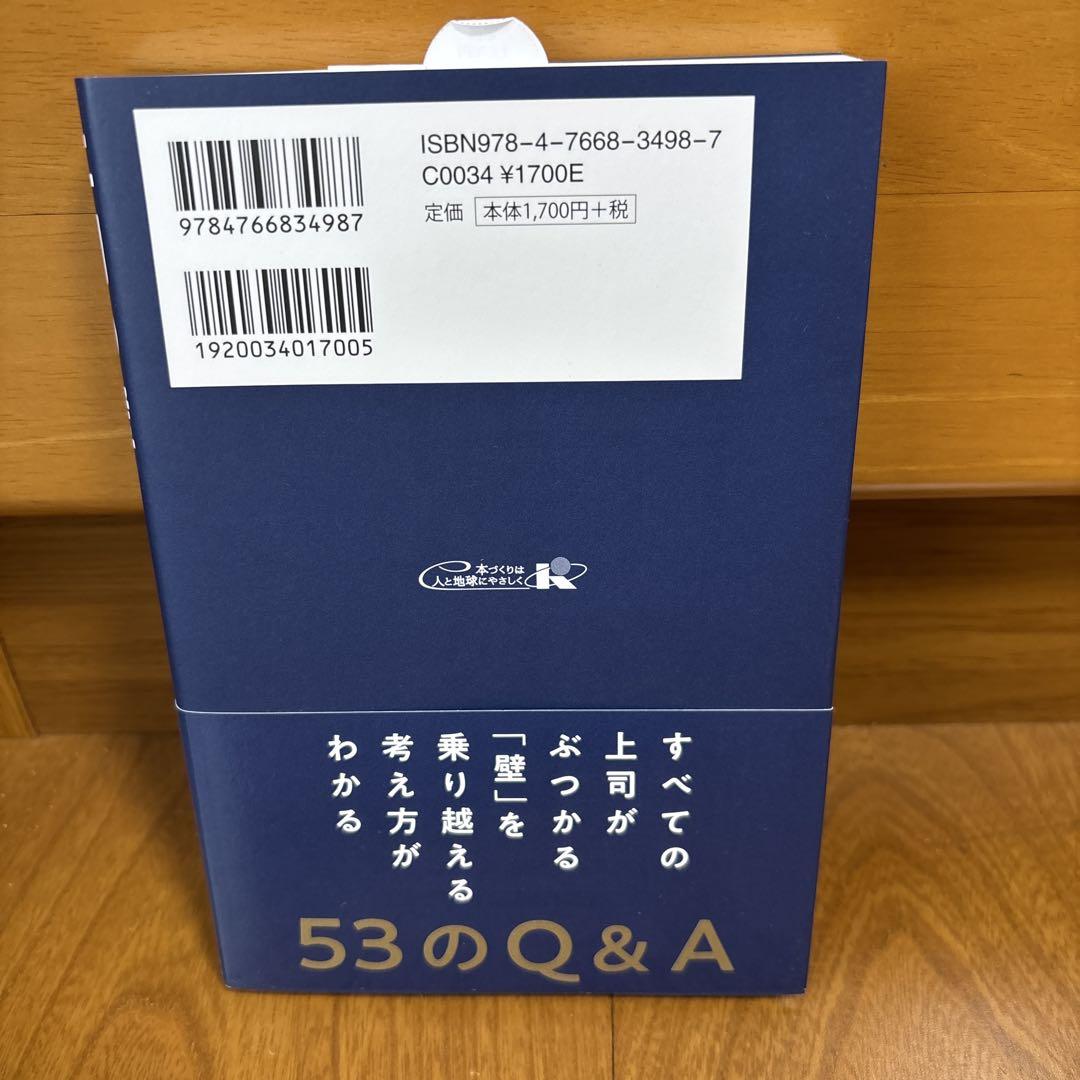 ISBN978-4-7668-3498-7
C0034 ¥1700E
定価 本体1,700円+税
9784766834987
1920034017005
本づくりは
人と地球にやさしく
R
すべての
上司が
ぶつかる
「壁」を
乗り越える
考え方が
わかる
53のQ&A